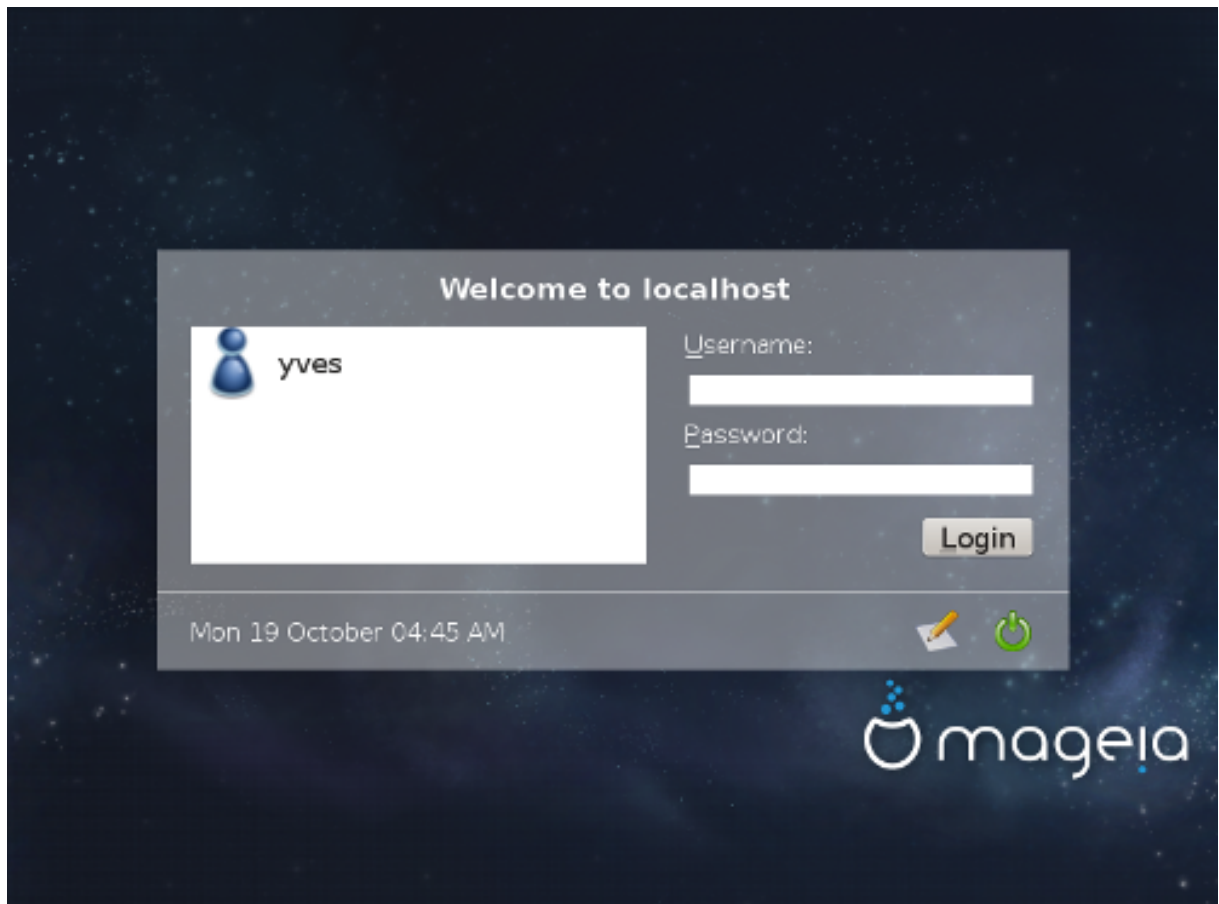 Welcome to localhost
yves
Username:
Password:
Login
Mon 19 October 04:45 AM
mageia